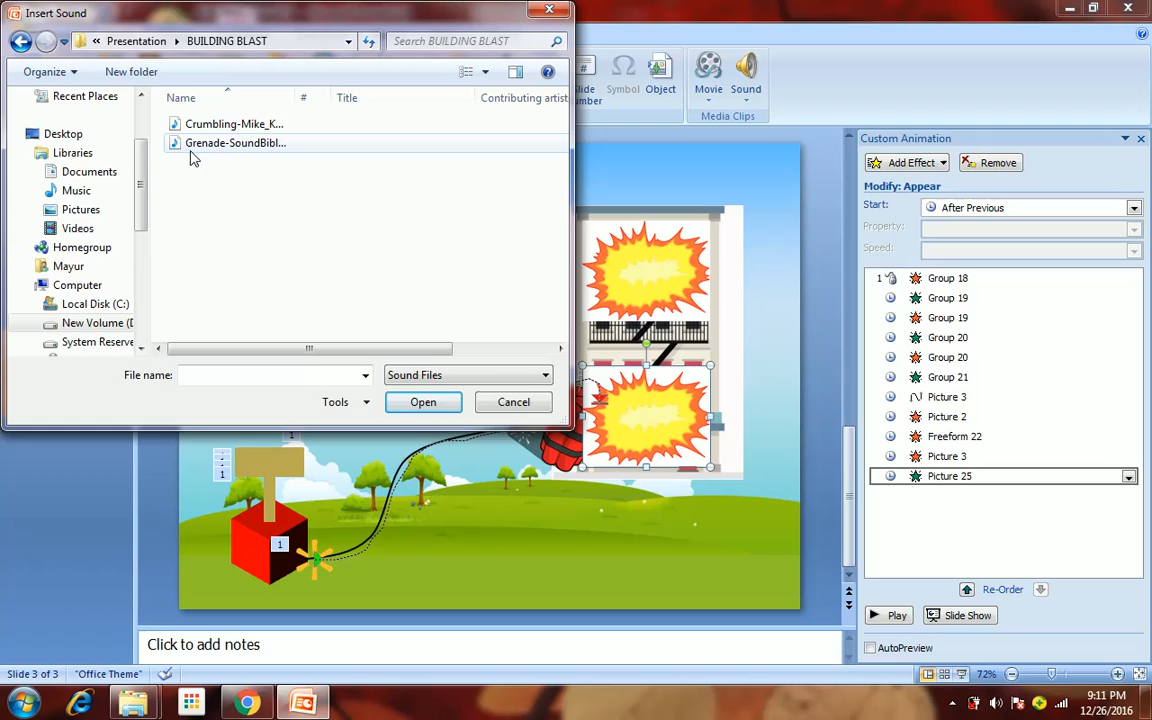 Insert Sound
« Presentation ▸ BUILDING BLAST
Search BUILDING BLAST
Organize
New folder
Name
#
Title
Contributing artist
Recent Places
Desktop
Libraries
Documents
Music
Pictures
Videos
Homegroup
Mayur
Computer
Local Disk (C:)
New Volume (D
System Reserve
Crumbling-Mike_K...
Grenade-SoundBibl...
File name:
Sound Files
Tools
Open
Cancel
Slide
Symbol
Object
Movie
Sound
Media Clips
Custom Animation
Add Effect
Remove
Modify: Appear
Start:
After Previous
Property:
Speed:
1 Group 18
Group 19
Group 19
Group 20
Group 20
Group 21
Picture 3
Picture 2
Freeform 22
Picture 3
Picture 25
Re-Order
Play
Slide Show
AutoPreview
1
1
1
Click to add notes
Slide 3 of 3
"Office Theme"
72%
9:11 PM
12/26/2016